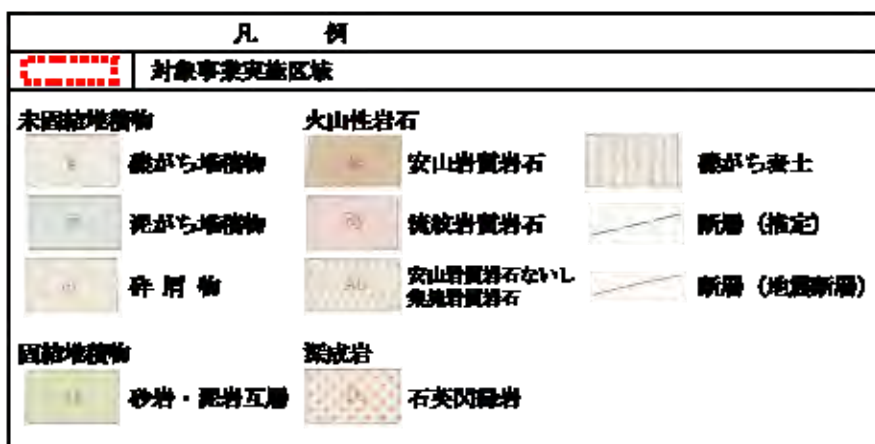 凡 例
対象事業実施区域
未固結堆積物
礫がち堆積物
泥がち堆積物
砕屑物
固結堆積物
砂岩・泥岩互層
火山性岩石
安山岩質岩石
流紋岩質岩石
安山岩質岩石ないし
集塊岩質岩石
深成岩
石英閃緑岩
礫がち表土
断層（推定）
断層（地震断層）